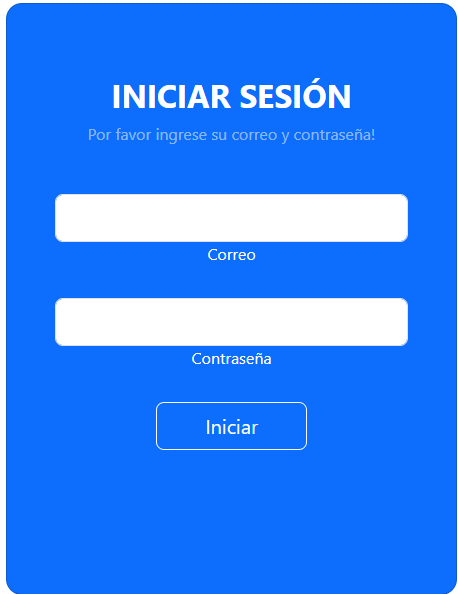 INICIAR SESIÓN
Por favor ingrese su correo y contraseña!
Correo
Contraseña
Iniciar